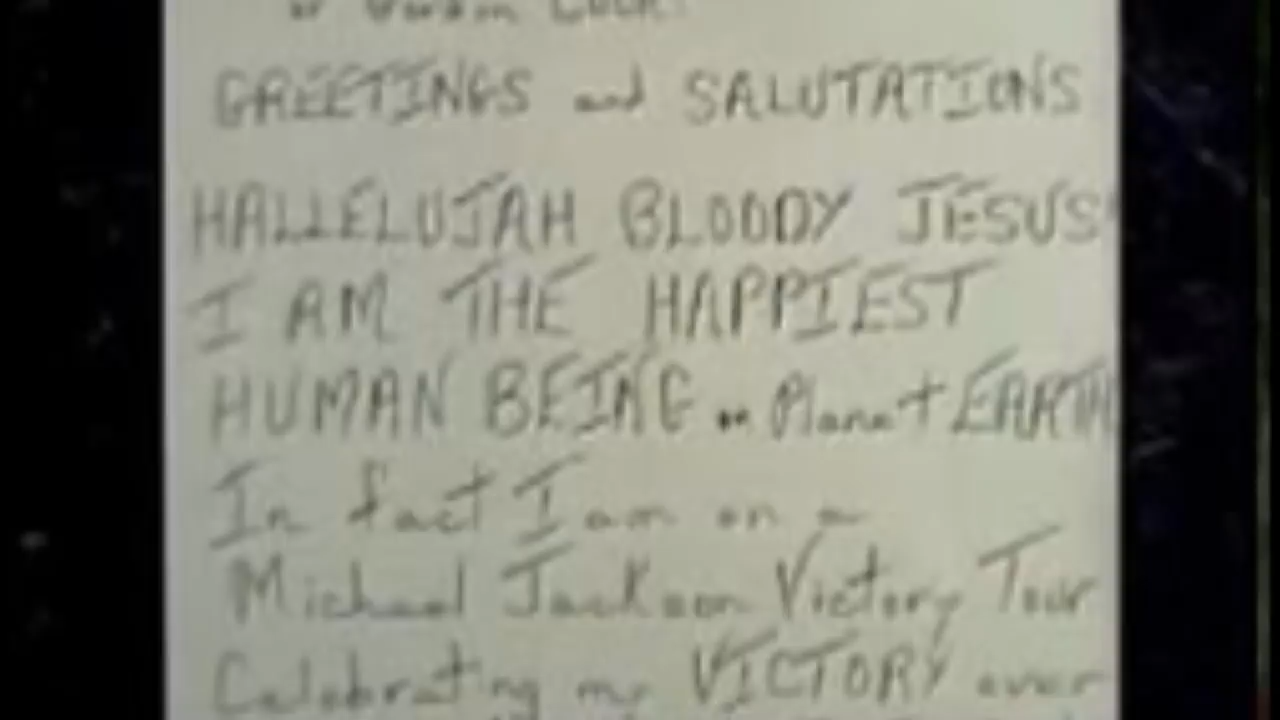 GREETINGS and SALUTATIONS
HALLELUJAH BLOODY JESUS
I AM THE HAPPIEST
HUMAN BEING on Planet EARTH
In fact I am on a
Michael Jackson Victory Tour
Celebrating my VICTORY over